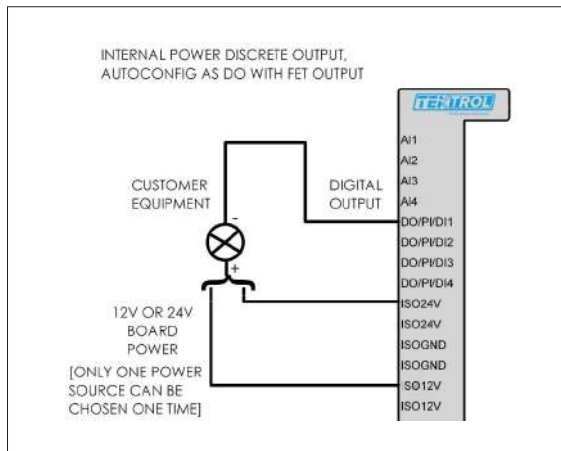 INTERNAL POWER DISCRETE OUTPUT,
AUTOCONFIG AS DO WITH FET OUTPUT
TEKTROL
AI1
AI2
AI3
AI4
DO/PI/DI1
DO/PI/DI2
DO/PI/DI3
DO/PI/DI4
ISO24V
ISO24V
ISOGND
ISOGND
ISO12V
ISO12V
CUSTOMER
EQUIPMENT
DIGITAL
OUTPUT
-
+
12V OR 24V
BOARD
POWER
[ONLY ONE POWER
SOURCE CAN BE
CHOSEN ONE TIME]